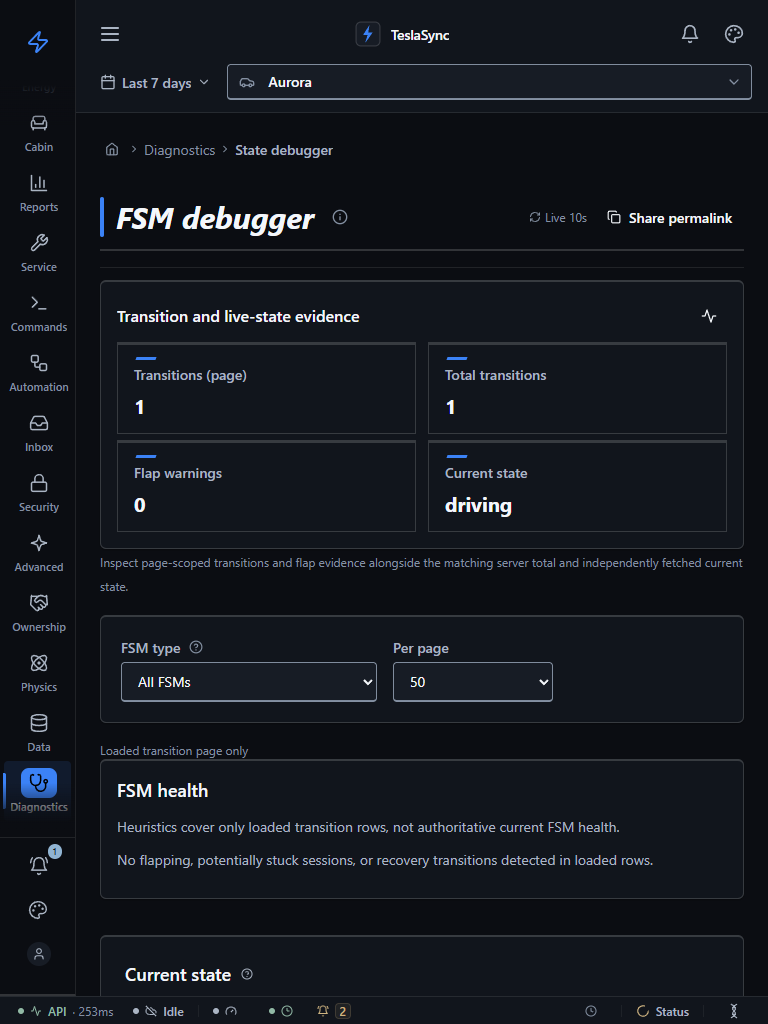 TeslaSync
Last 7 days
Aurora
Cabin
Reports
Service
Commands
Automation
Inbox
Security
Advanced
Ownership
Physics
Data
Diagnostics
1
Diagnostics
State debugger
FSM debugger
Live 10s
Share permalink
Transition and live-state evidence
Transitions (page)
1
Total transitions
1
Flap warnings
0
Current state
driving
Inspect page-scoped transitions and flap evidence alongside the matching server total and independently fetched current
state.
FSM type
Per page
All FSMs
50
Loaded transition page only
FSM health
Heuristics cover only loaded transition rows, not authoritative current FSM health.
No flapping, potentially stuck sessions, or recovery transitions detected in loaded rows.
Current state
API · 253ms
Idle
2
Status